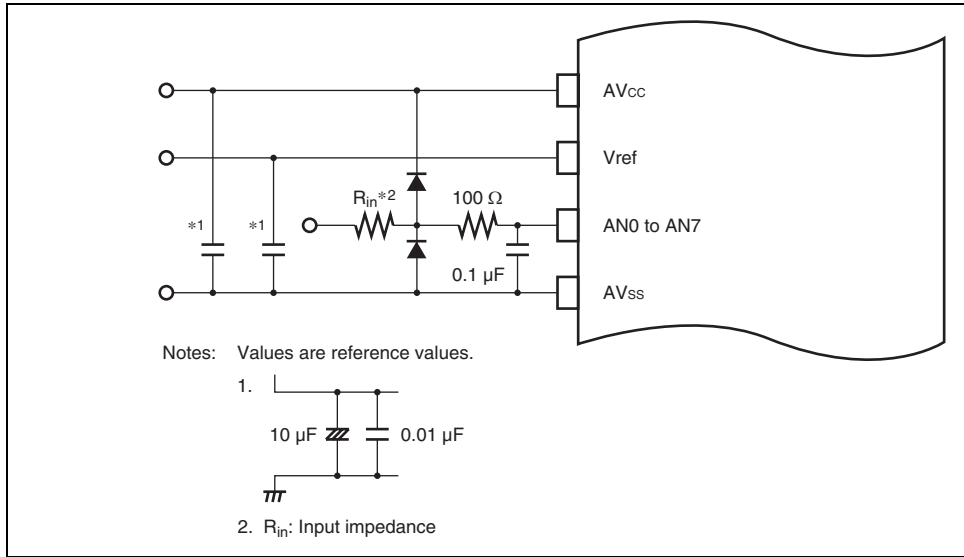 AVcc
Vref
Rin*2
100 Ω
*1
*1
AN0 to AN7
0.1 µF
AVss
Notes: Values are reference values.
1.
10 µF
0.01 µF
2. Rin: Input impedance